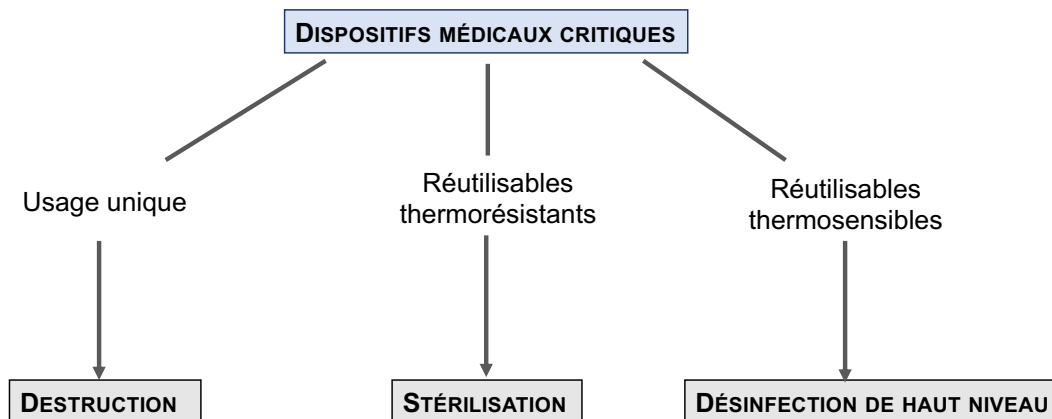 DISPOSITIFS MÉDICAUX CRITIQUES
Usage unique
Réutilisables
thermorésistants
Réutilisables
thermosensibles
DESTRUCTION
STÉRILISATION
DÉSINFECTION DE HAUT NIVEAU